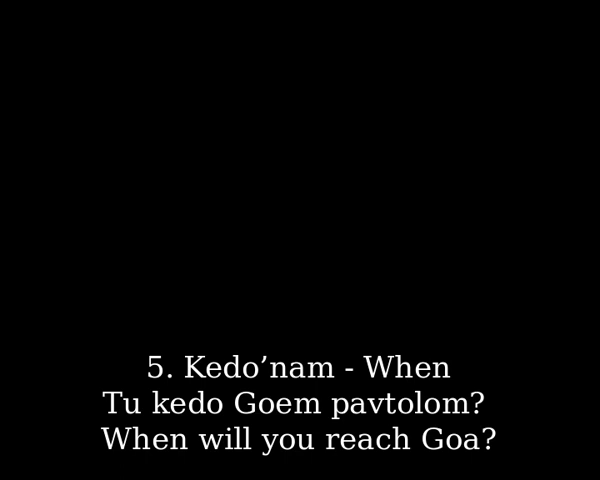 5. Kedo’nam - When
Tu kedo Goem pavtolom?
When will you reach Goa?